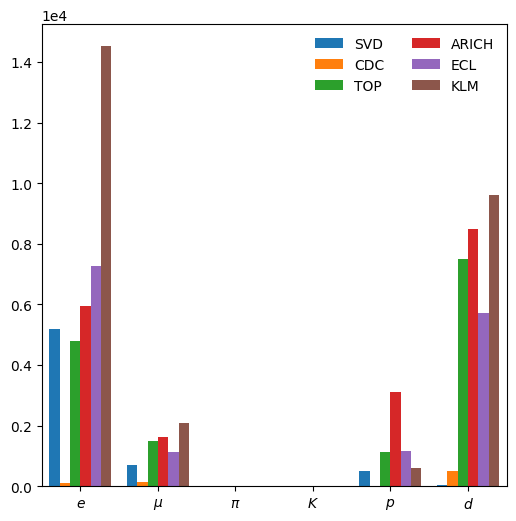 1e4
SVD
CDC
TOP
ARICH
ECL
KLM
1.4
1.2
1.0
0.8
0.6
0.4
0.2
0.0
e μ π K p d